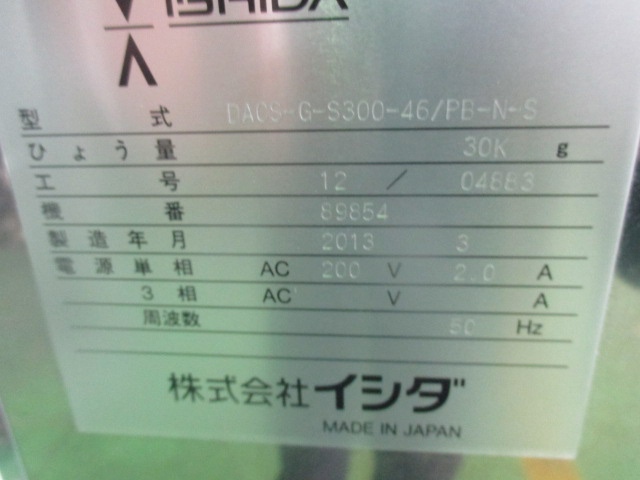 ISHIDA
型 式 DACS-G-S300-46/PB-N-S
ひょう量 30K g
工 号 12 / 04683
機 番 89854
製造年月 2013 3
電源単相 AC 200 V 2.0 A
3相 AC V A
周波数 50 Hz
株式会社イシダ
MADE IN JAPAN